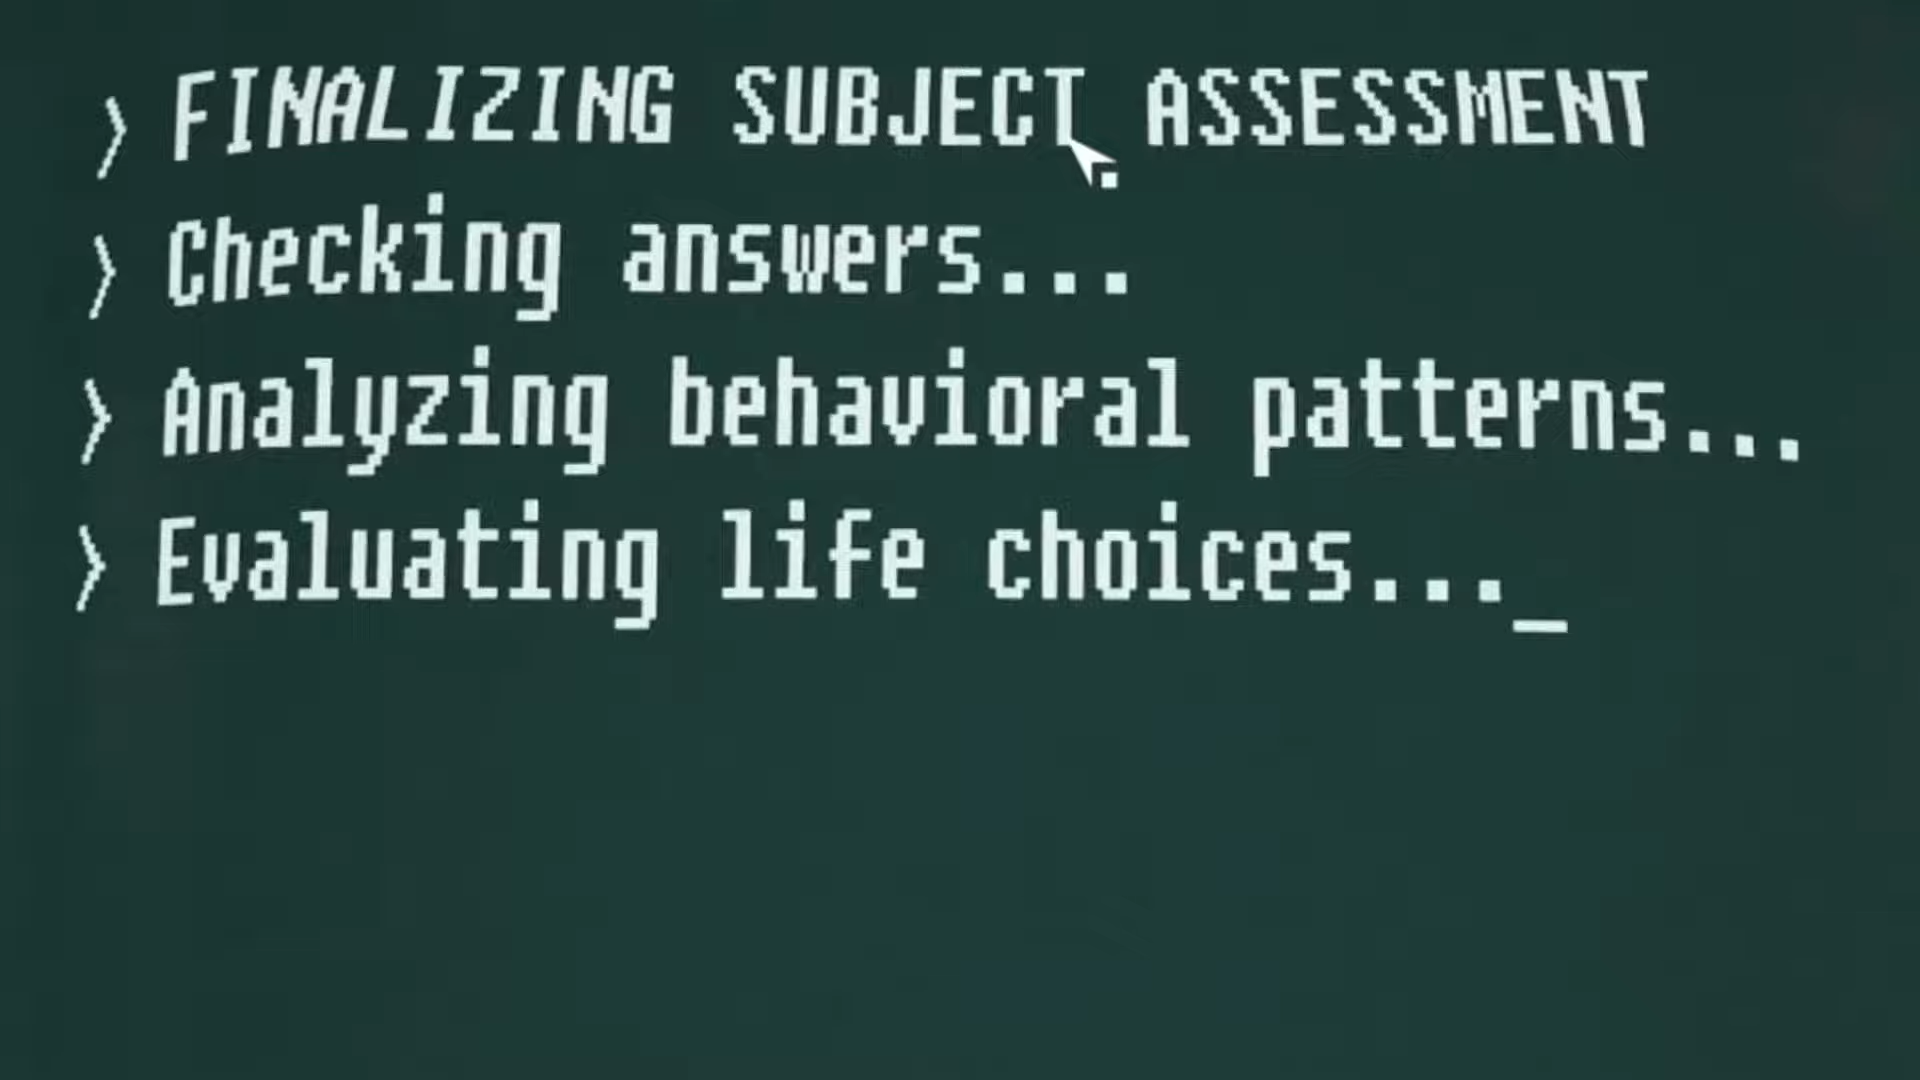 > FINALIZING SUBJECT ASSESSMENT
> Checking answers...
> Analyzing behavioral patterns...
> Evaluating life choices..._